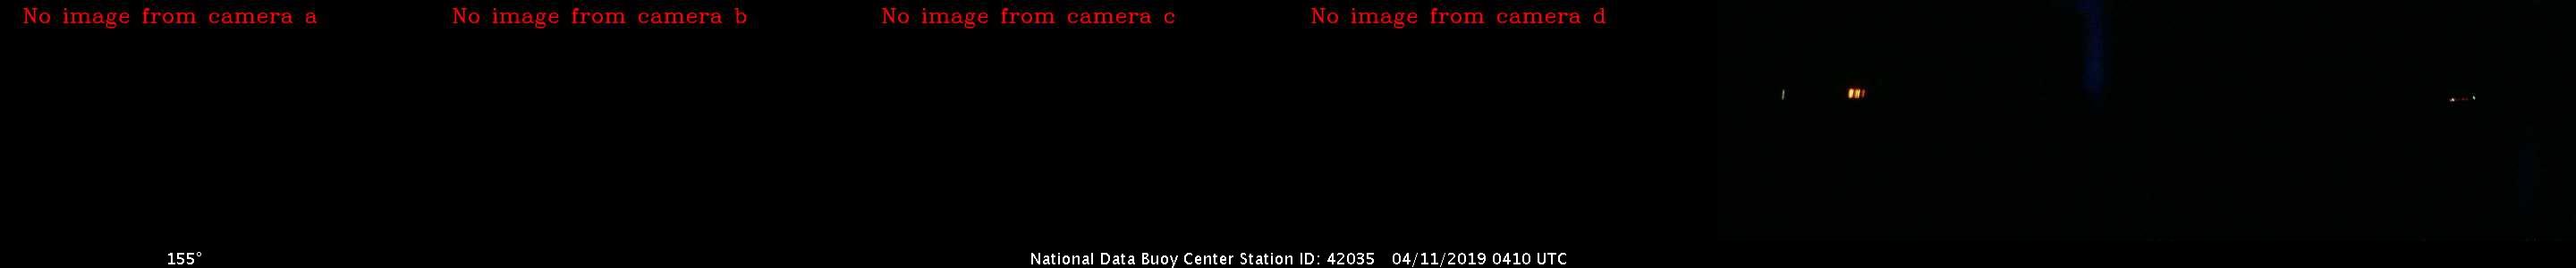 No image from camera a
No image from camera b
No image from camera c
No image from camera d
155°
National Data Buoy Center Station ID: 42035 04/11/2019 0410 UTC